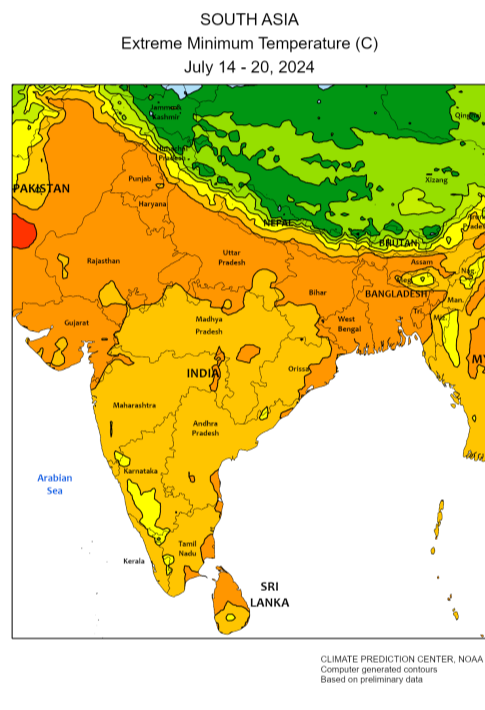 SOUTH ASIA
Extreme Minimum Temperature (C)
July 14 - 20, 2024
Jammu &
Kashmir
Himachal
Pradesh
Xizang
PAKISTAN
Punjab
Haryana
NEPAL
BHUTAN
Rajasthan
Uttar
Pradesh
Assam
Bihar
BANGLADESH
Gujarat
Madhya
Pradesh
West
Bengal
Tri.
Man.
INDIA
Orissa
Maharashtra
Andhra
Pradesh
Karnataka
Arabian
Sea
Tamil
Nadu
Kerala
SRI
LANKA
CLIMATE PREDICTION CENTER, NOAA
Computer generated contours
Based on preliminary data